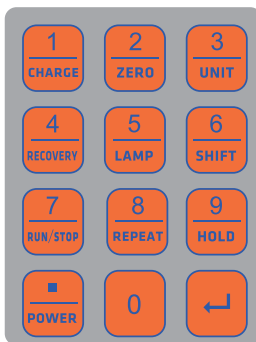 1 2 3
CHARGE ZERO UNIT
4 5 6
RECOVERY LAMP SHIFT
7 8 9
RUN/STOP REPEAT HOLD
. 0 ↵
POWER